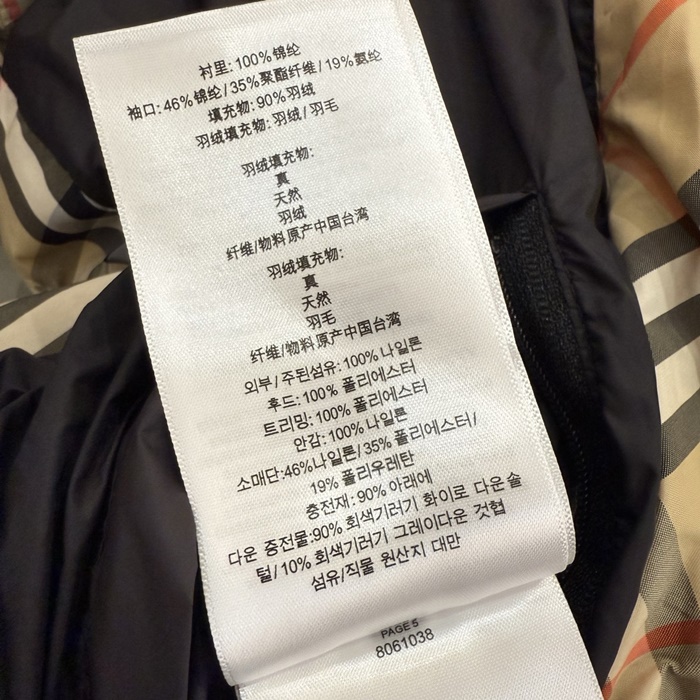 衬里: 100%锦纶
袖口: 46%锦纶/35%聚酯纤维/19%氨纶
填充物: 90%羽绒
羽绒填充物: 羽绒/羽毛
羽绒填充物:
真
天然
羽绒
纤维/物料原产中国台湾
羽绒填充物:
真
天然
羽毛
纤维/物料原产中国台湾
외부/주된섬유: 100% 나일론
후드: 100% 폴리에스터
트리밍: 100% 폴리에스터
안감: 100% 나일론
소매단:46%나일론/35% 폴리에스터/
19% 폴리우레탄
충전재: 90% 아래에
다운 중전물:90% 회색기러기 화이로 다운 솔
털/10% 회색기러기 그레이다운 것협
섬유/직물 원산지 대만
PAGE 5
8061038